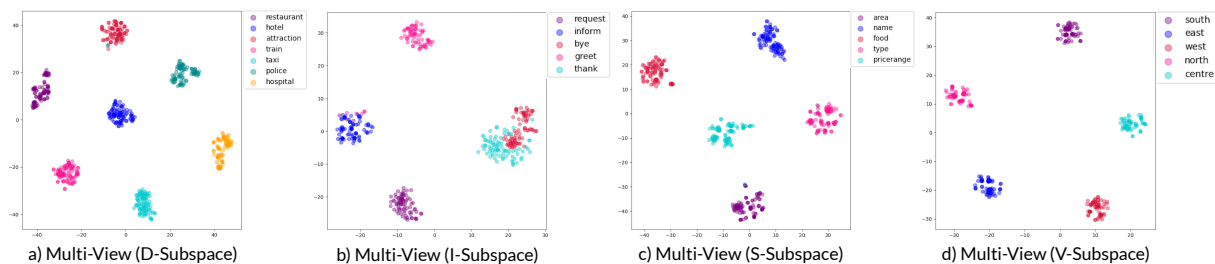 restaurant
hotel
attraction
train
taxi
police
hospital
40
20
0
−20
−40
−40
−20
0
20
40
a) Multi-View (D-Subspace)
request
inform
bye
greet
thank
30
20
10
0
−10
−20
−20
−10
0
10
20
30
b) Multi-View (I-Subspace)
area
name
food
type
pricerange
40
30
20
10
0
−10
−20
−30
−40
−40
−30
−20
−10
0
10
20
30
c) Multi-View (S-Subspace)
south
east
west
north
centre
40
30
20
10
0
−10
−20
−30
−30
−20
−10
0
10
20
d) Multi-View (V-Subspace)